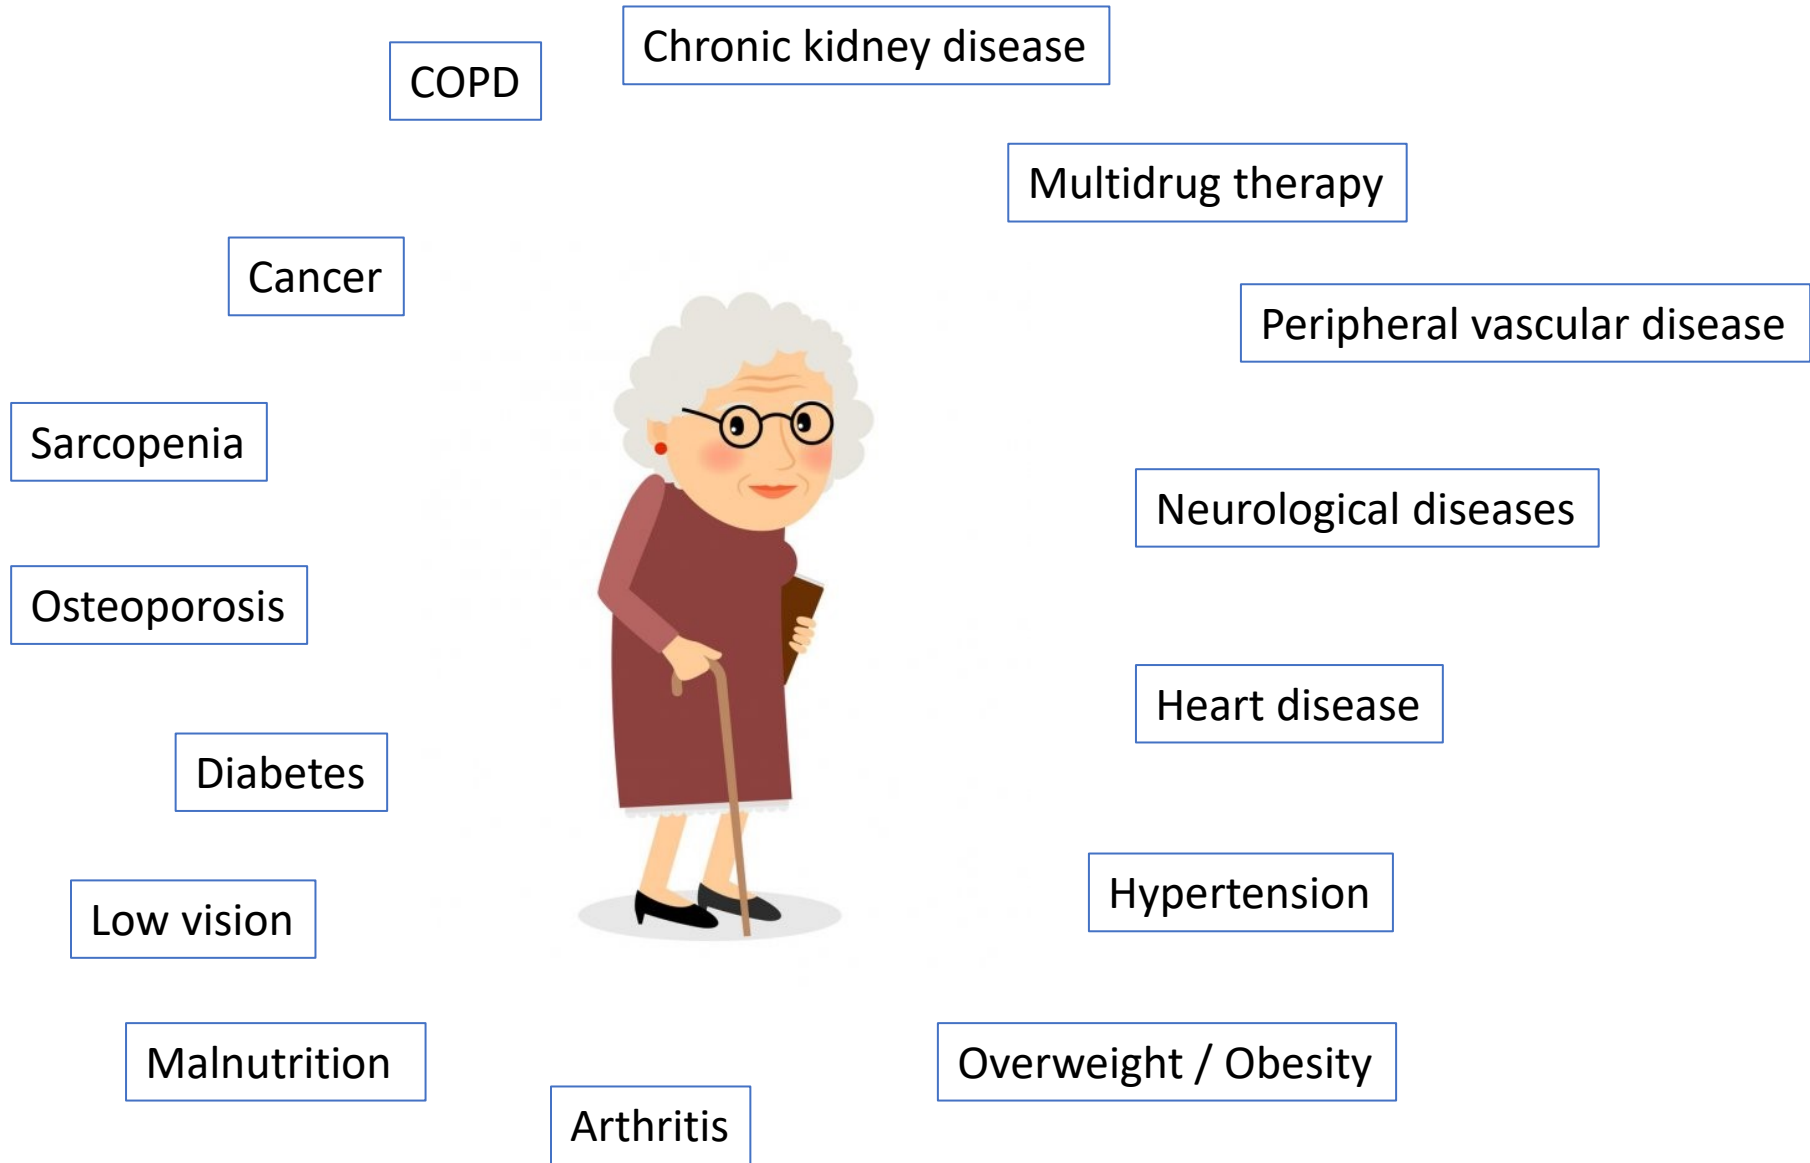 Chronic kidney disease
COPD
Multidrug therapy
Cancer
Peripheral vascular disease
Sarcopenia
Neurological diseases
Osteoporosis
Heart disease
Diabetes
Hypertension
Low vision
Malnutrition
Overweight / Obesity
Arthritis